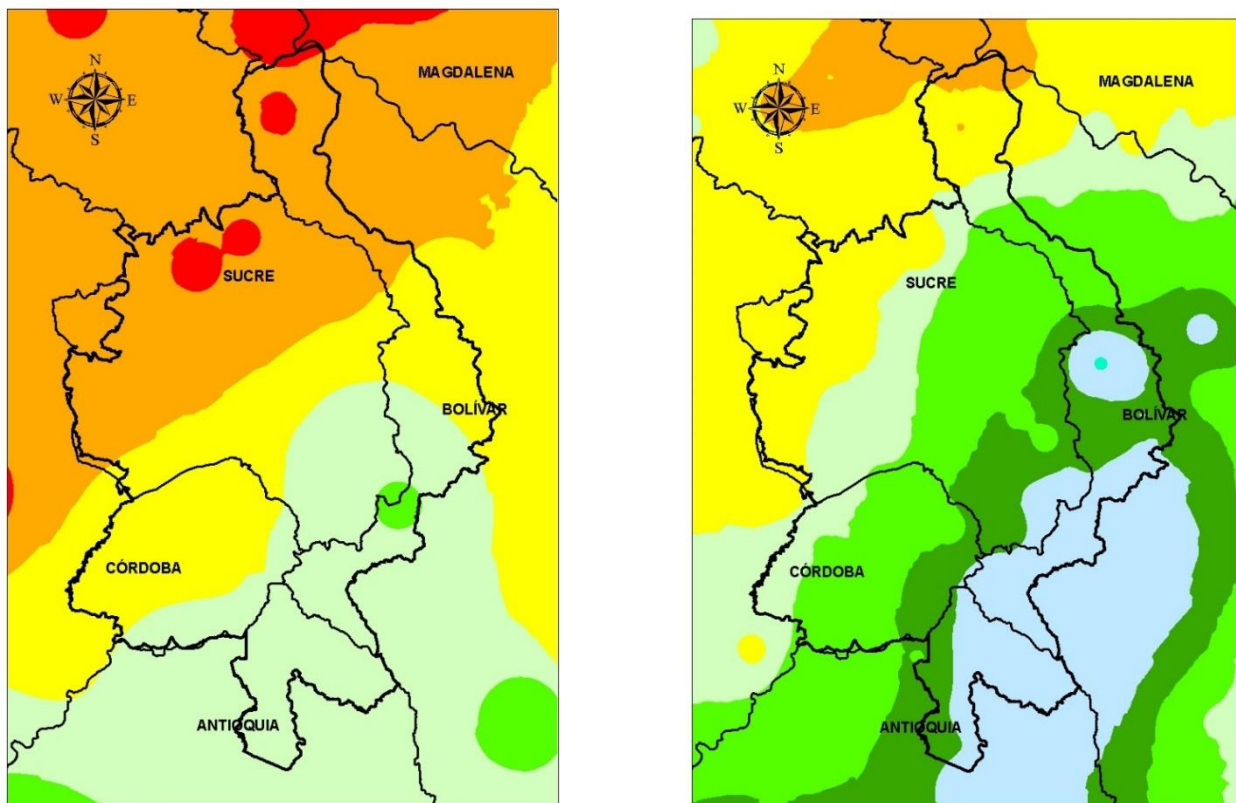 MAGDALENA
N
W E
S
SUCRE
BOLÍVAR
CÓRDOBA
ANTIOQUIA
MAGDALENA
N
W E
S
SUCRE
BOLÍVAR
CÓRDOBA
ANTIOQUIA